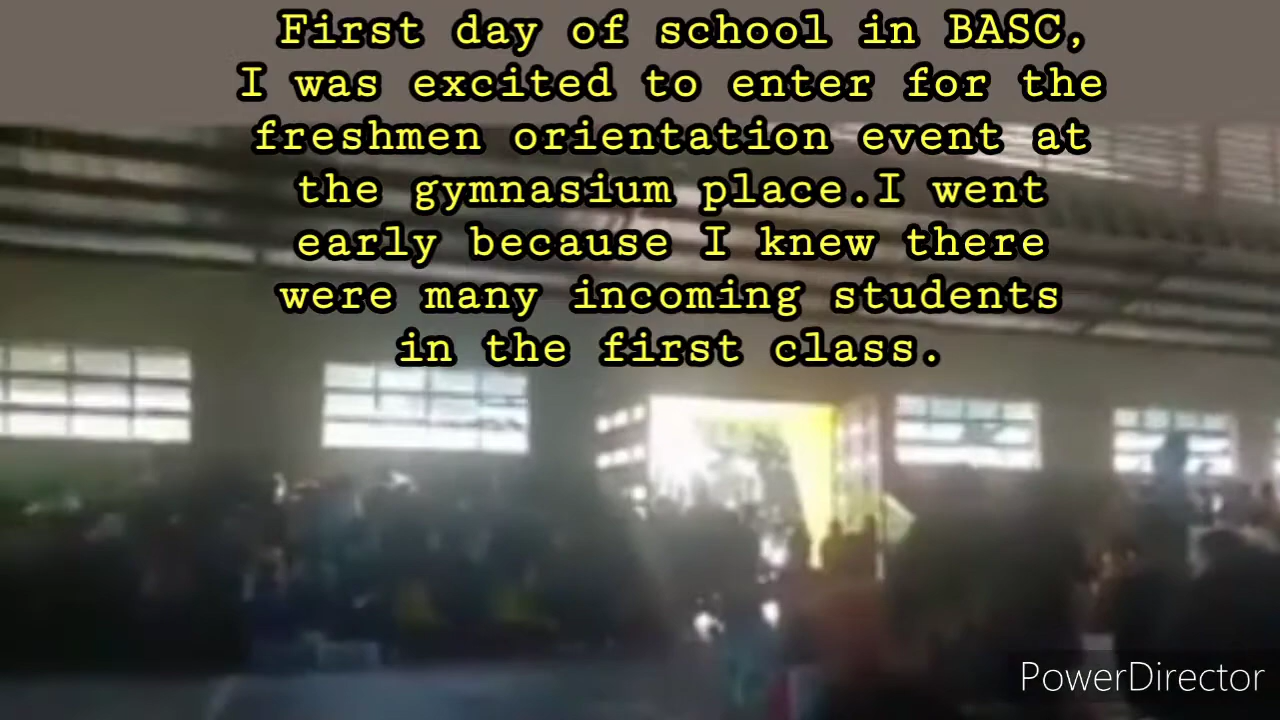 First day of school in BASC,
I was excited to enter for the
freshmen orientation event at
the gymnasium place.I went
early because I knew there
were many incoming students
in the first class.
PowerDirector